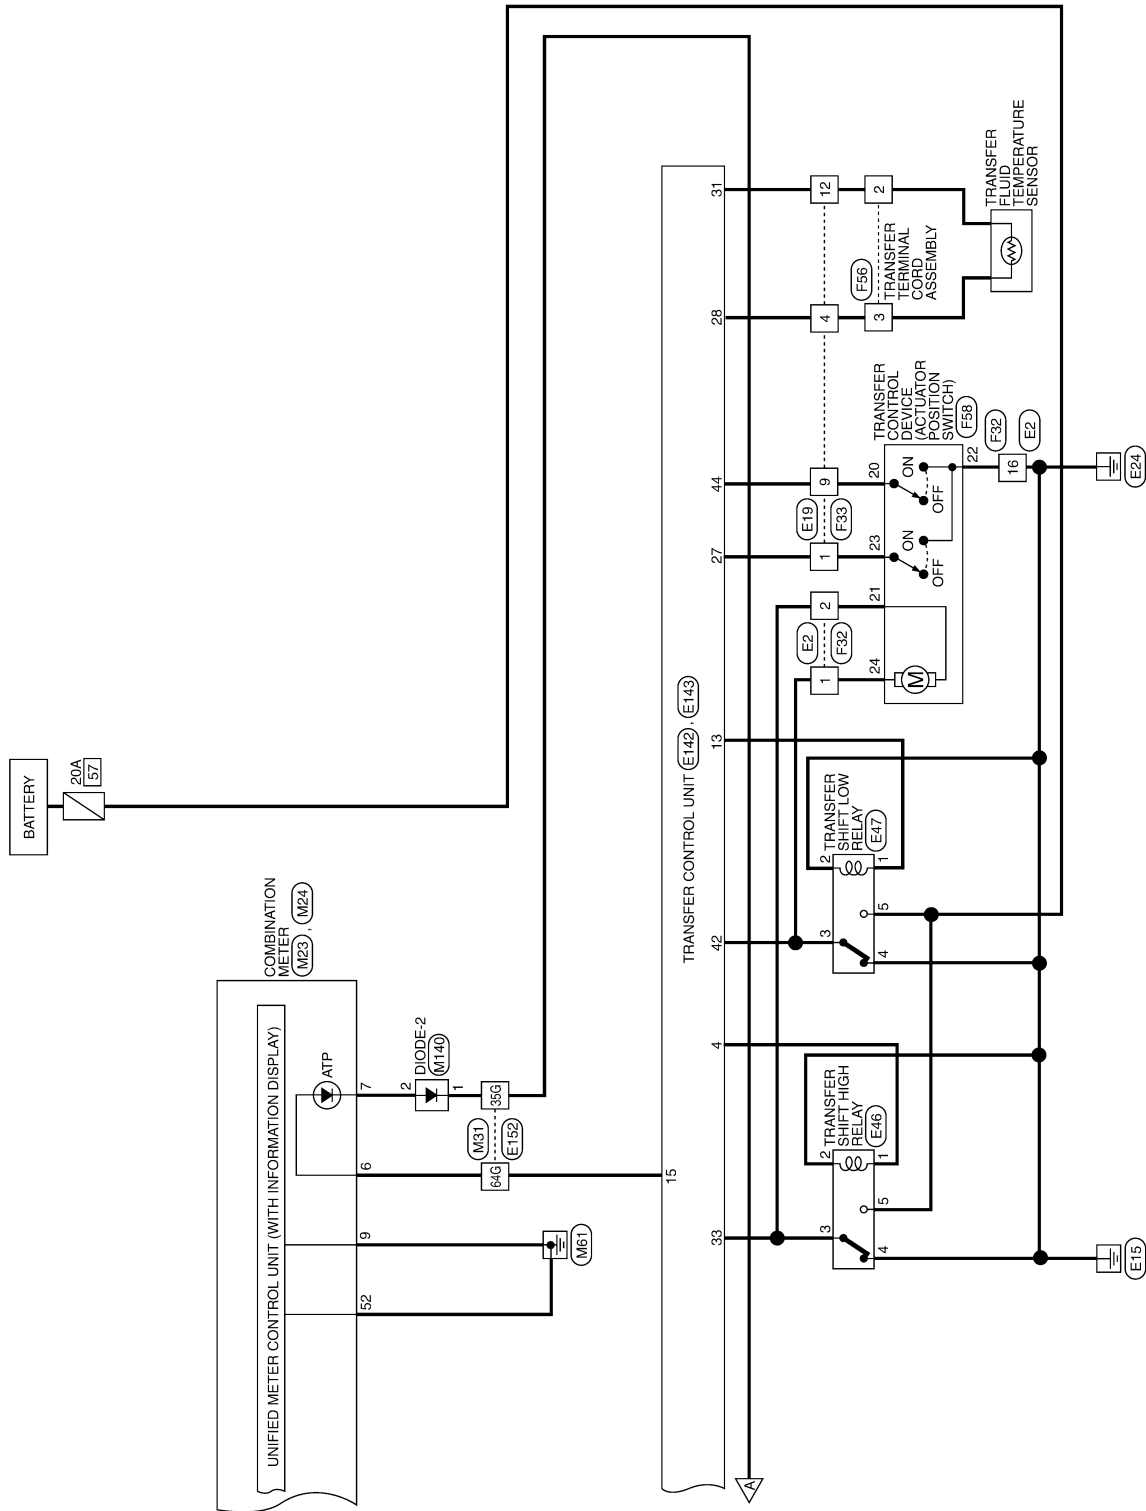 BATTERY
20A
57
COMBINATION
METER
M23 , M24
UNIFIED METER CONTROL UNIT (WITH INFORMATION DISPLAY)
ATP
52
9
6
7
2
DIODE-2
M140
1
M61
64G
M31
E152
35G
15
TRANSFER CONTROL UNIT E142 , E143
33
4
42
13
27
44
28
31
A
TRANSFER
SHIFT HIGH
RELAY
E46
3
2
4
5
1
TRANSFER
SHIFT LOW
RELAY
E47
3
2
4
5
1
1
E2
F32
2
1
E19
F33
9
4
12
24
21
23
20
M
OFF
ON
OFF
ON
TRANSFER
CONTROL
DEVICE
(ACTUATOR
POSITION
SWITCH)
F58
22
16
F32
E2
3
F56
2
TRANSFER
TERMINAL
CORD
ASSEMBLY
TRANSFER
FLUID
TEMPERATURE
SENSOR
E15
E24